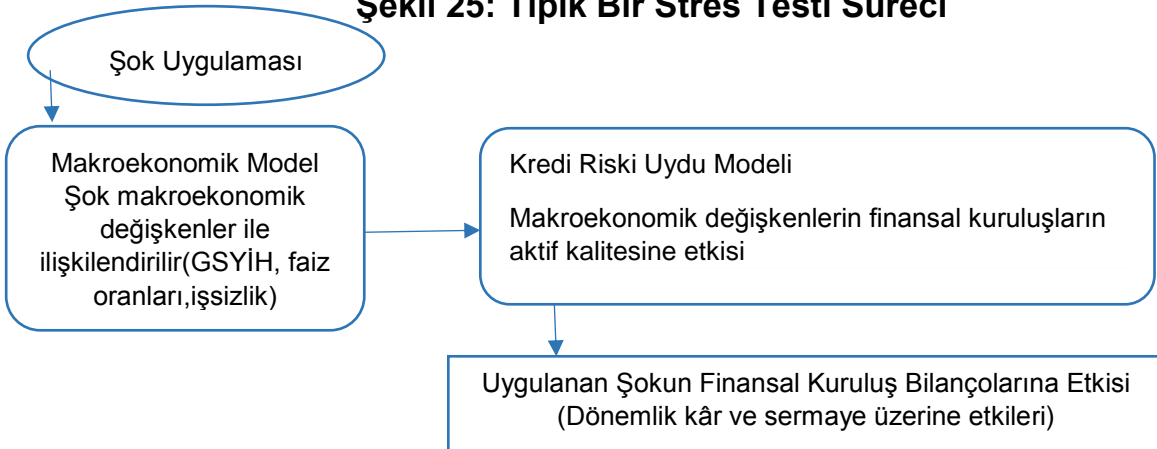 Şekil 25: Tipik Bir Stres Testi Süreci
Şok Uygulaması
Makroekonomik Model
Şok makroekonomik
değişkenler ile
ilişkilendirilir(GSYİH, faiz
oranları,işsizlik)
Kredi Riski Uydu Modeli
Makroekonomik değişkenlerin finansal kuruluşların
aktif kalitesine etkisi
Uygulanan Şokun Finansal Kuruluş Bilançolarına Etkisi
(Dönemlik kâr ve sermaye üzerine etkileri)